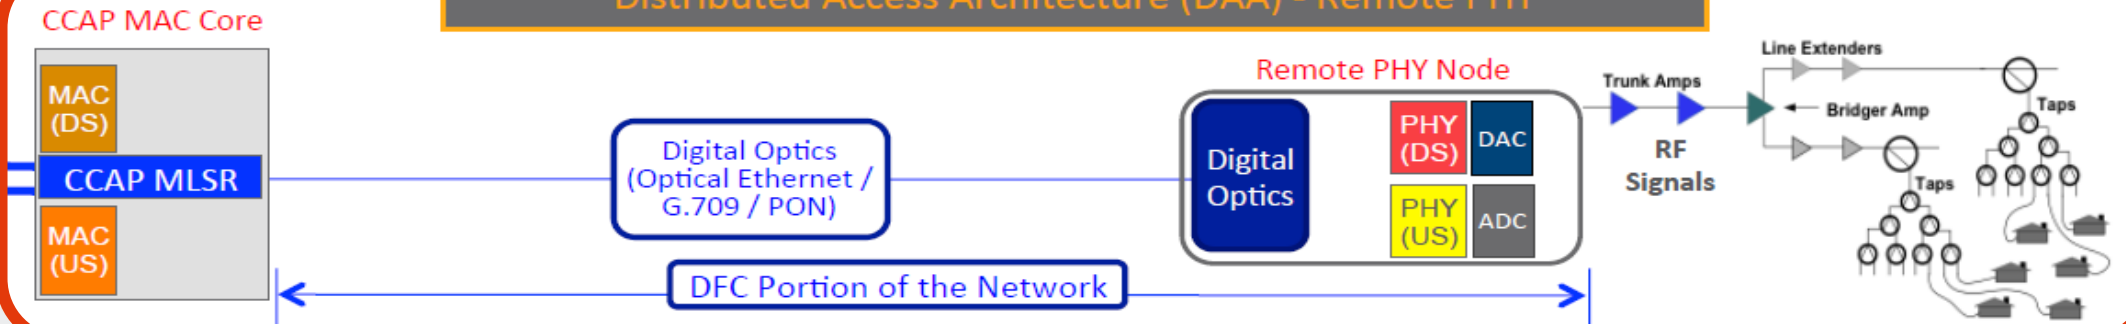 Distributed Access Architecture (DAA) - Remote PHY
CCAP MAC Core
MAC
(DS)
CCAP MLSR
MAC
(US)
Digital Optics
(Optical Ethernet /
G.709 / PON)
DFC Portion of the Network
Remote PHY Node
Digital
Optics
PHY
(DS)
DAC
PHY
(US)
ADC
Trunk Amps
RF
Signals
Line Extenders
Bridger Amp
Taps
Taps